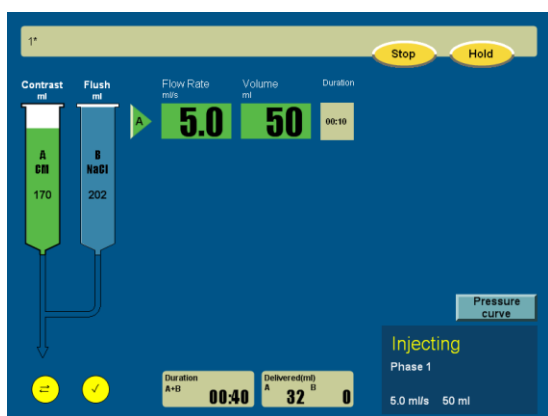 1*
Stop Hold
Contrast Flush Flow Rate Volume Duration
ml ml ml/s ml
A 5.0 50 00:10
A B
CM NaCl
170 202
Pressure
curve
Injecting
Phase 1
5.0 ml/s 50 ml
Duration Delivered(ml)
A+B A B
00:40 32 0